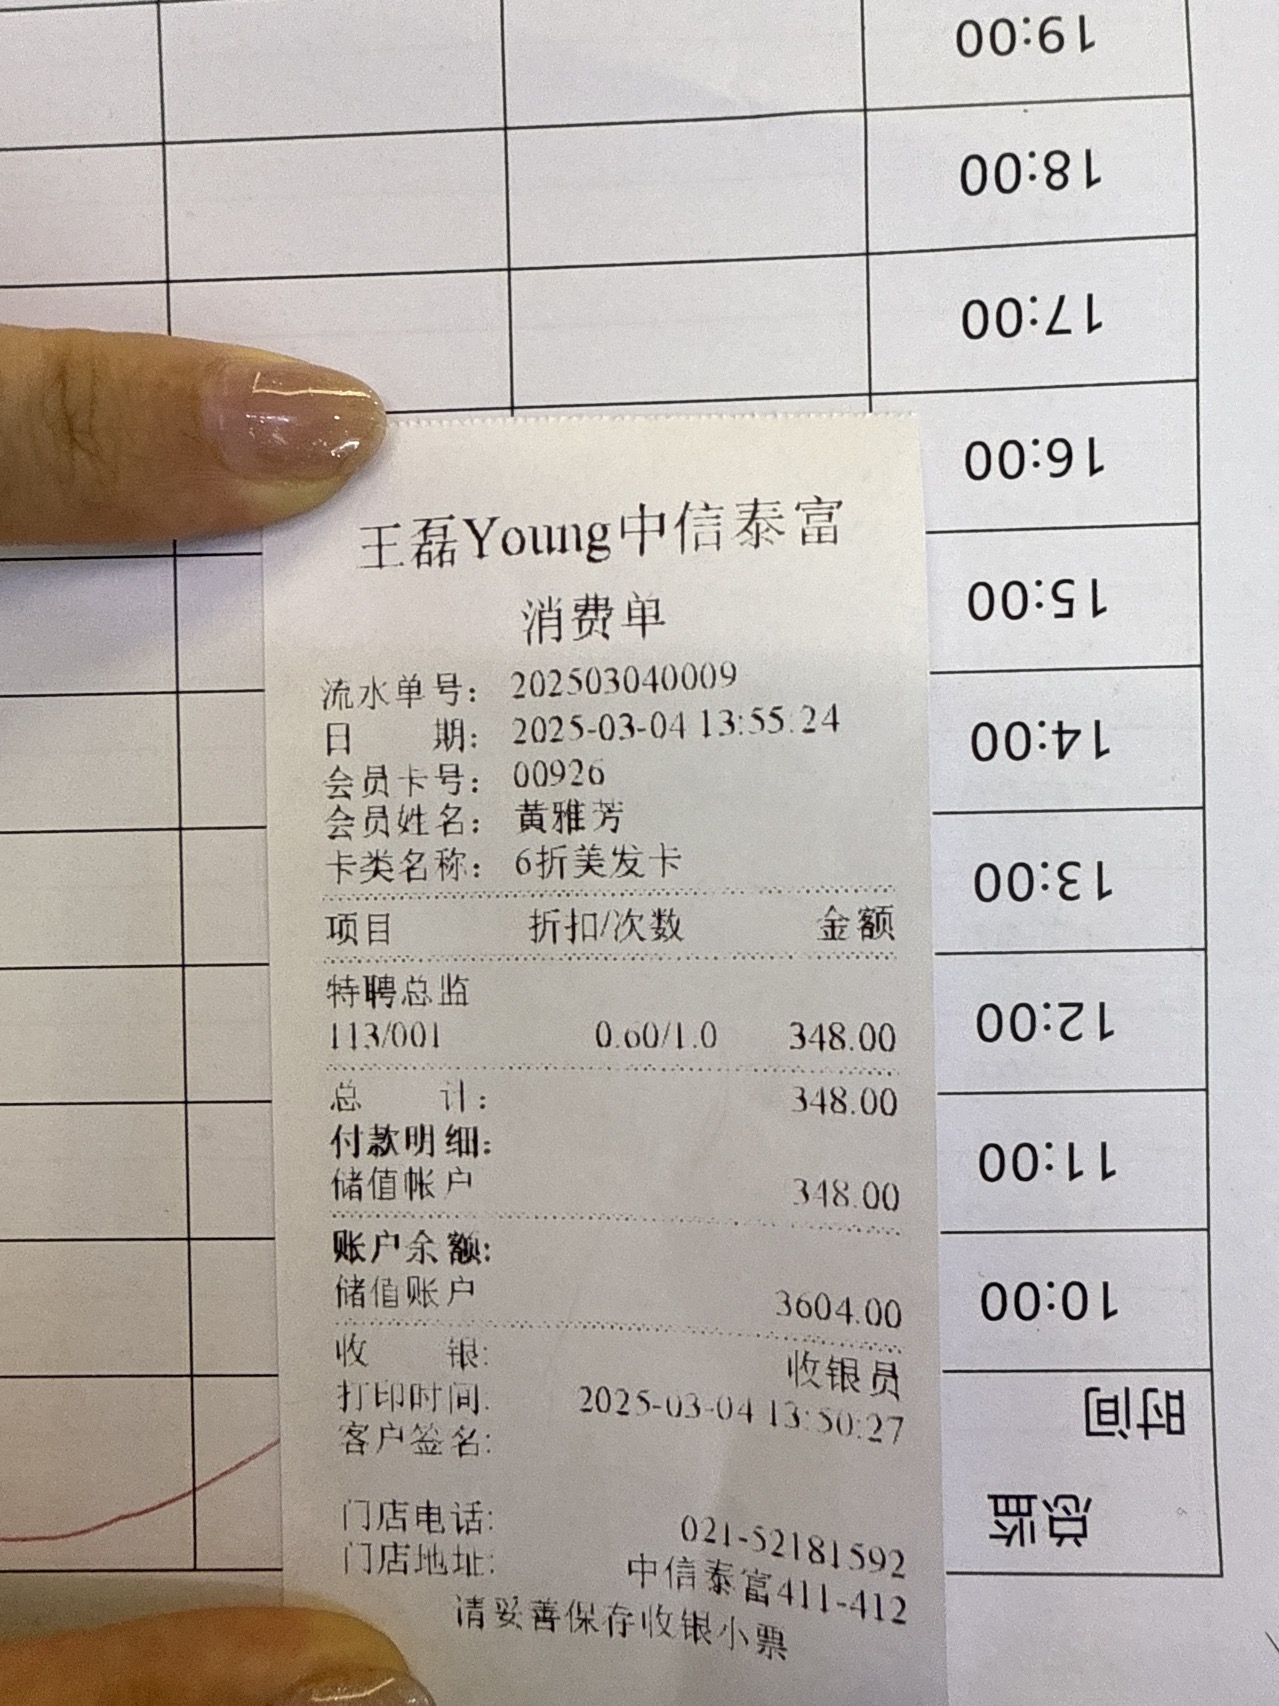 19:00
18:00
17:00
16:00
15:00
14:00
13:00
12:00
11:00
10:00
时间
总监
王磊Young中信泰富
消费单
流水单号: 202503040009
日 期: 2025-03-04 13:55:24
会员卡号: 00926
会员姓名: 黄雅芳
卡类名称: 6折美发卡
项目 折扣/次数 金额
特聘总监
113/001 0.60/1.0 348.00
总 计: 348.00
付款明细:
储值帐户 348.00
账户余额:
储值账户 3604.00
收 银: 收银员
打印时间: 2025-03-04 13:50:27
客户签名:
门店电话: 021-52181592
门店地址: 中信泰富411-412
请妥善保存收银小票